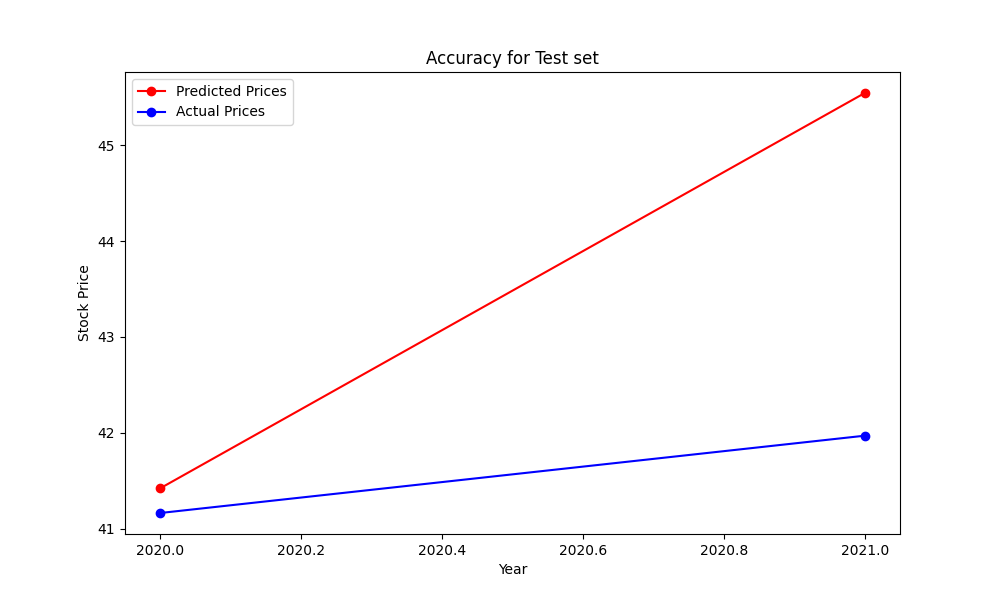 Accuracy for Test set
Predicted Prices
Actual Prices
45
44
43
42
41
Stock Price
2020.0
2020.2
2020.4
2020.6
2020.8
2021.0
Year